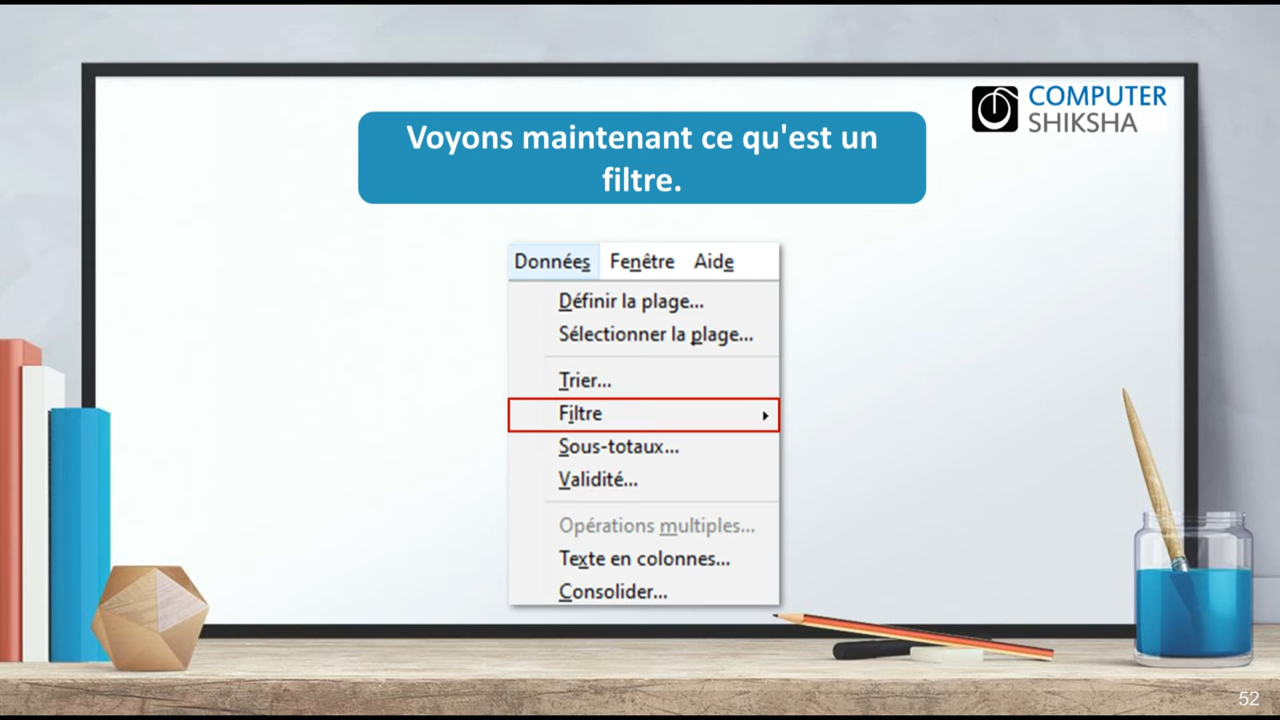 COMPUTER
SHIKSHA
Voyons maintenant ce qu'est un
filtre.
Données Fenêtre Aide
Définir la plage...
Sélectionner la plage...
Trier...
Filtre
Sous-totaux...
Validité...
Opérations multiples...
Texte en colonnes...
Consolider...
52